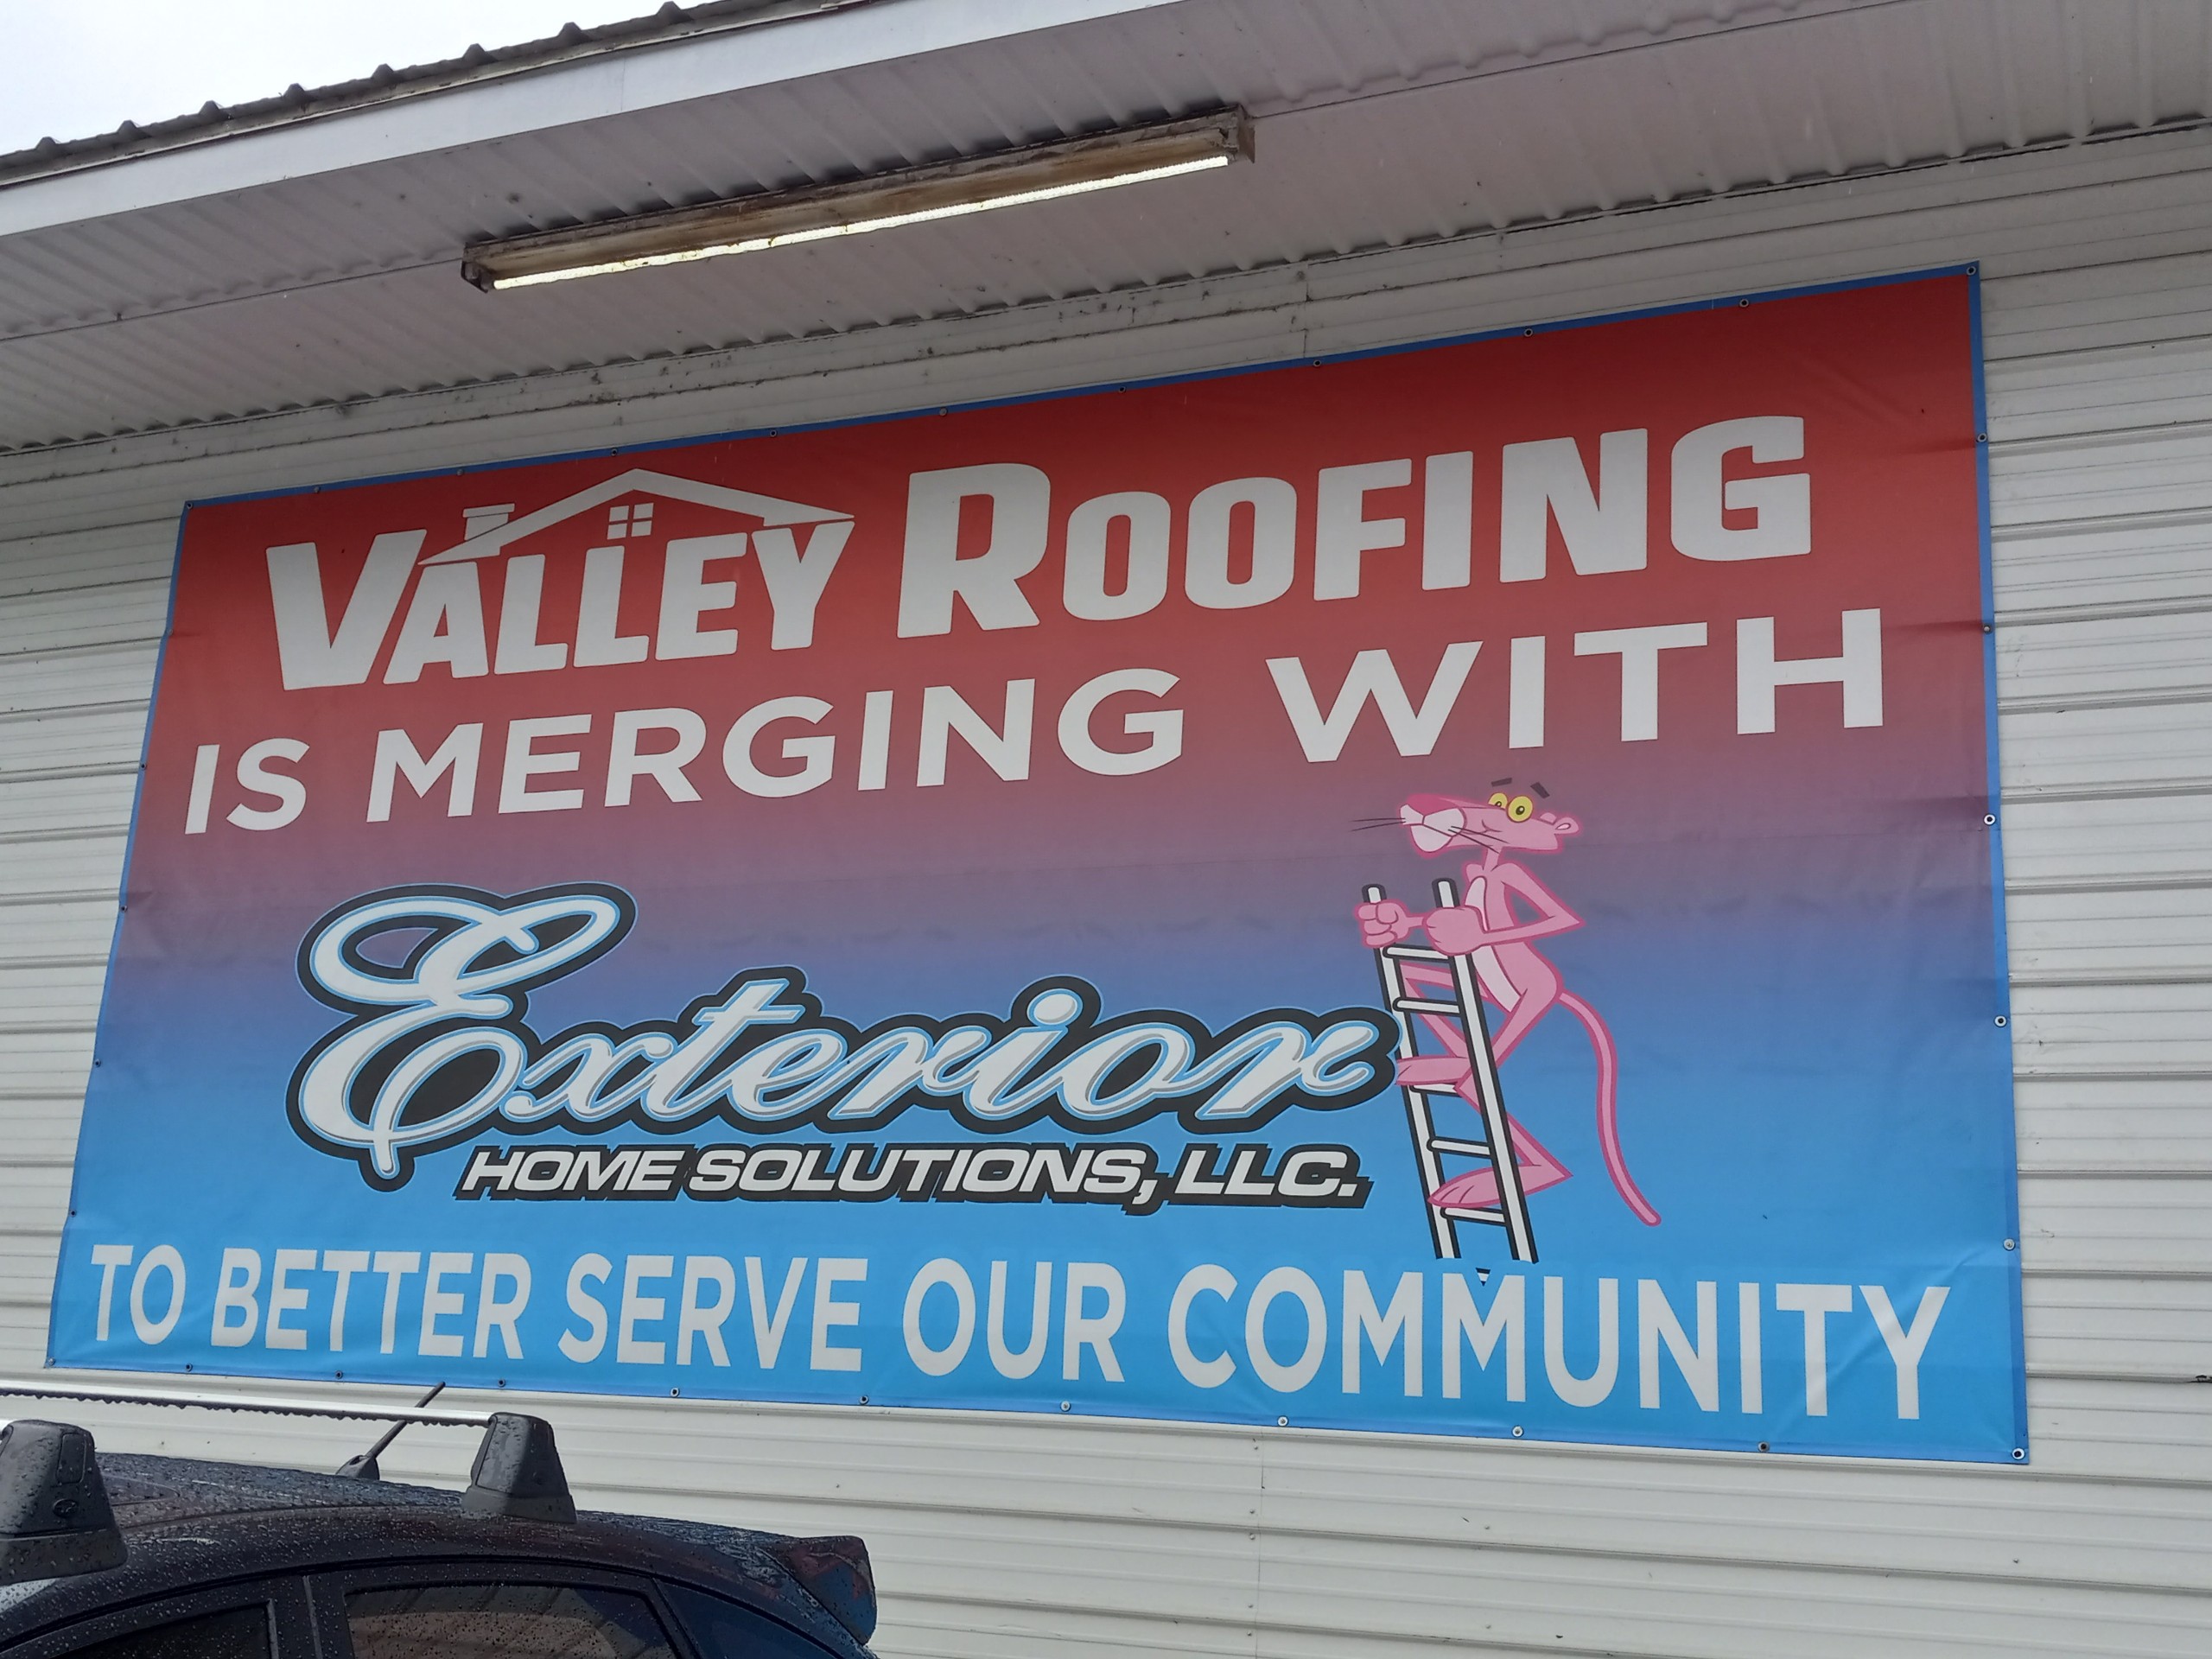 VALLEY ROOFING
IS MERGING WITH
Exterior
HOME SOLUTIONS, LLC.
TO BETTER SERVE OUR COMMUNITY